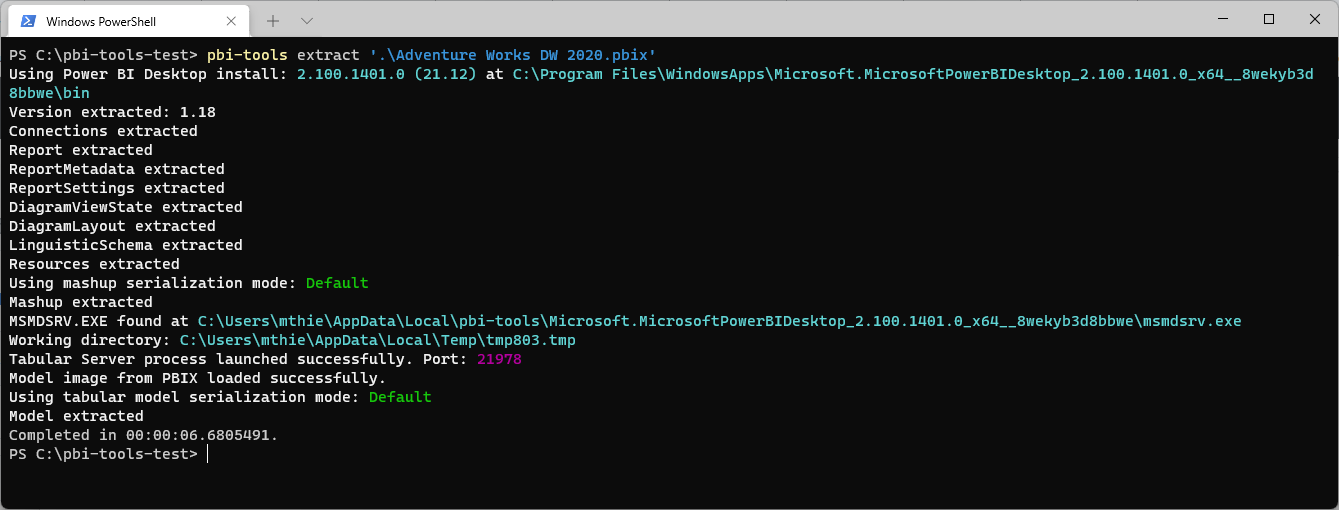 Windows PowerShell
PS C:\pbi-tools-test> pbi-tools extract '.\Adventure Works DW 2020.pbix'
Using Power BI Desktop install: 2.100.1401.0 (21.12) at C:\Program Files\WindowsApps\Microsoft.MicrosoftPowerBIDesktop_2.100.1401.0_x64__8wekyb3d
8bbwe\bin
Version extracted: 1.18
Connections extracted
Report extracted
ReportMetadata extracted
ReportSettings extracted
DiagramViewState extracted
DiagramLayout extracted
LinguisticSchema extracted
Resources extracted
Using mashup serialization mode: Default
Mashup extracted
MSMDSRV.EXE found at C:\Users\mthie\AppData\Local\pbi-tools\Microsoft.MicrosoftPowerBIDesktop_2.100.1401.0_x64__8wekyb3d8bbwe\msmdsrv.exe
Working directory: C:\Users\mthie\AppData\Local\Temp\tmp803.tmp
Tabular Server process launched successfully. Port: 21978
Model image from PBIX loaded successfully.
Using tabular model serialization mode: Default
Model extracted
Completed in 00:00:06.6805491.
PS C:\pbi-tools-test>